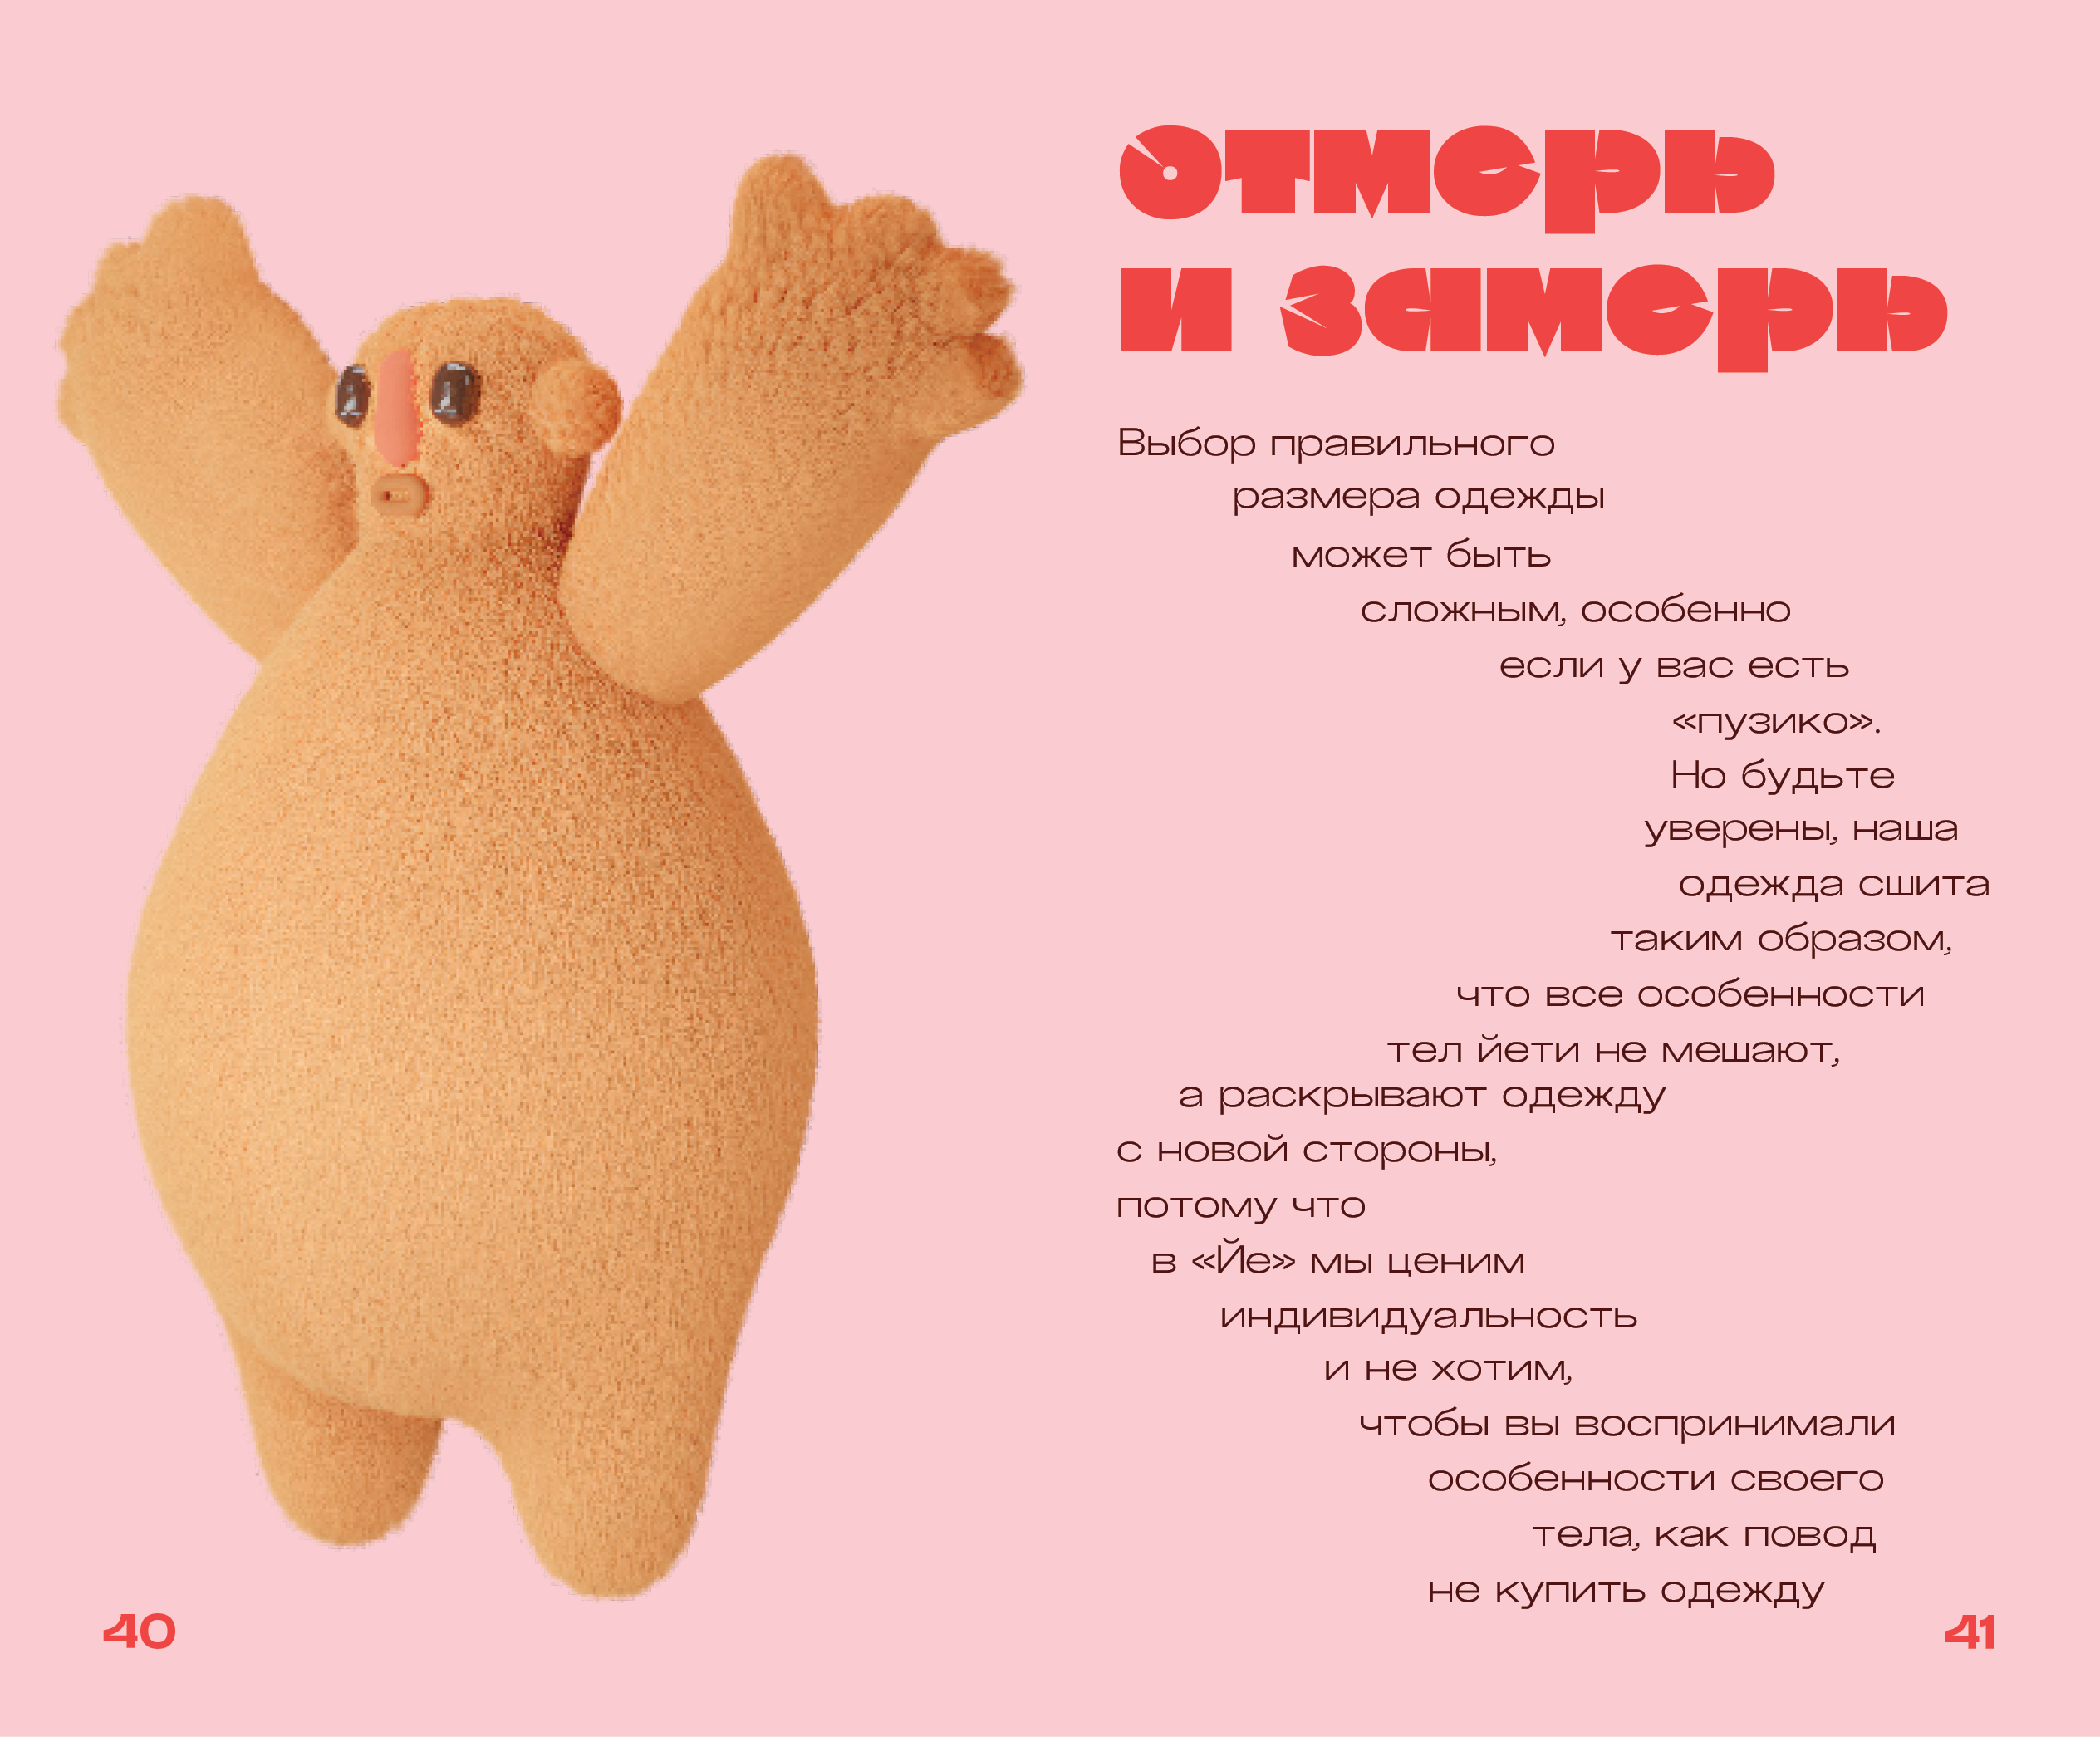 отмерь
и замерь
Выбор правильного
размера одежды
может быть
сложным, особенно
если у вас есть
«пузико».
Но будьте
уверены, наша
одежда сшита
таким образом,
что все особенности
тел йети не мешают,
а раскрывают одежду
с новой стороны,
потому что
в «Йе» мы ценим
индивидуальность
и не хотим,
чтобы вы воспринимали
особенности своего
тела, как повод
не купить одежду
40
41